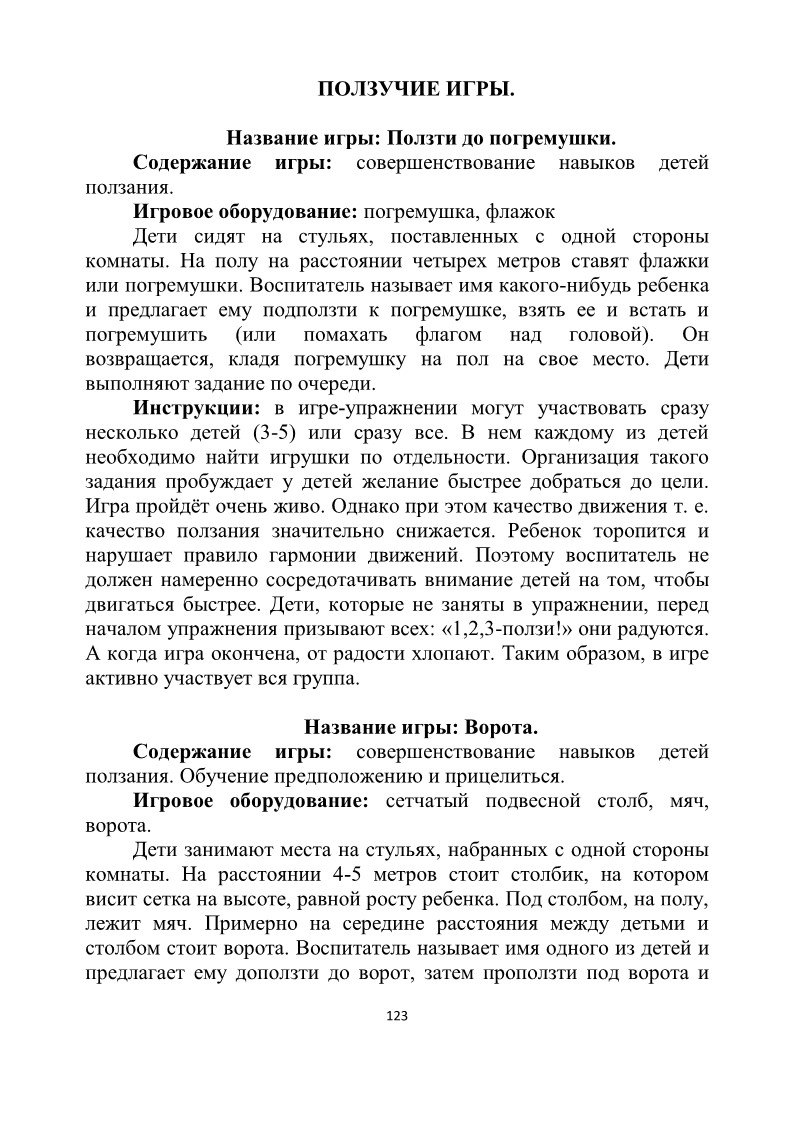 ПОЛЗУЧИЕ ИГРЫ.
Название игры: Ползти до погремушки.
Содержание игры: совершенствование навыков детей
ползания.
Игровое оборудование: погремушка, флажок
Дети сидят на стульях, поставленных с одной стороны
комнаты. На полу на расстоянии четырех метров ставят флажки
или погремушки. Воспитатель называет имя какого-нибудь ребенка
и предлагает ему подползти к погремушке, взять ее и встать и
погремушить (или помахать флагом над головой). Он
возвращается, кладя погремушку на пол на свое место. Дети
выполняют задание по очереди.
Инструкции: в игре-упражнении могут участвовать сразу
несколько детей (3-5) или сразу все. В нем каждому из детей
необходимо найти игрушки по отдельности. Организация такого
задания пробуждает у детей желание быстрее добраться до цели.
Игра пройдёт очень живо. Однако при этом качество движения т. е.
качество ползания значительно снижается. Ребенок торопится и
нарушает правило гармонии движений. Поэтому воспитатель не
должен намеренно сосредотачивать внимание детей на том, чтобы
двигаться быстрее. Дети, которые не заняты в упражнении, перед
началом упражнения призывают всех: «1,2,3-ползи!» они радуются.
А когда игра окончена, от радости хлопают. Таким образом, в игре
активно участвует вся группа.
Название игры: Ворота.
Содержание игры: совершенствование навыков детей
ползания. Обучение предположению и прицелиться.
Игровое оборудование: сетчатый подвесной столб, мяч,
ворота.
Дети занимают места на стульях, набранных с одной стороны
комнаты. На расстоянии 4-5 метров стоит столбик, на котором
висит сетка на высоте, равной росту ребенка. Под столбом, на полу,
лежит мяч. Примерно на середине расстояния между детьми и
столбом стоит ворота. Воспитатель называет имя одного из детей и
предлагает ему доползти до ворот, затем проползти под ворота и
123